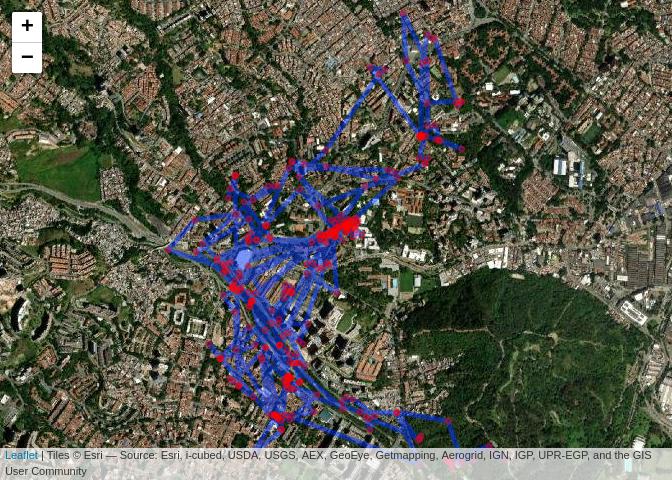 +
−
Leaflet | Tiles © Esri — Source: Esri, i-cubed, USDA, USGS, AEX, GeoEye, Getmapping, Aerogrid, IGN, IGP, UPR-EGP, and the GIS
User Community